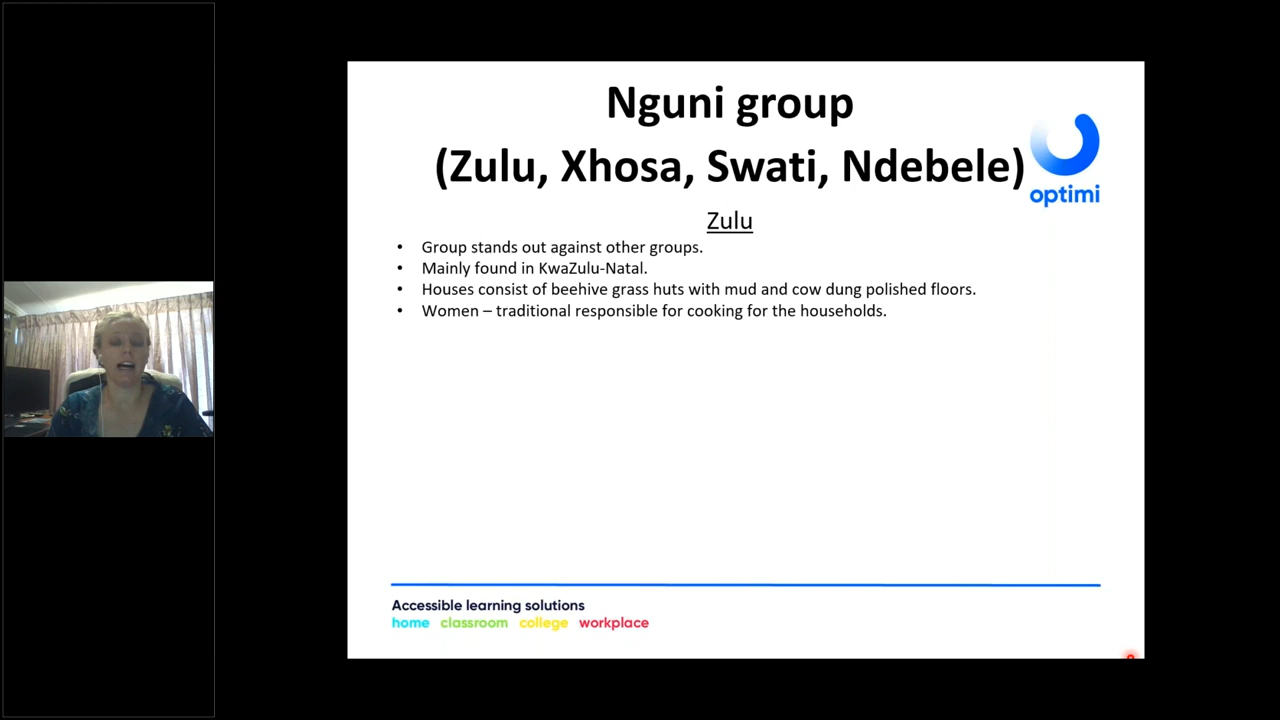 Nguni group
(Zulu, Xhosa, Swati, Ndebele)
optimi
Zulu
• Group stands out against other groups.
• Mainly found in KwaZulu-Natal.
• Houses consist of beehive grass huts with mud and cow dung polished floors.
• Women – traditional responsible for cooking for the households.
Accessible learning solutions
home classroom college workplace